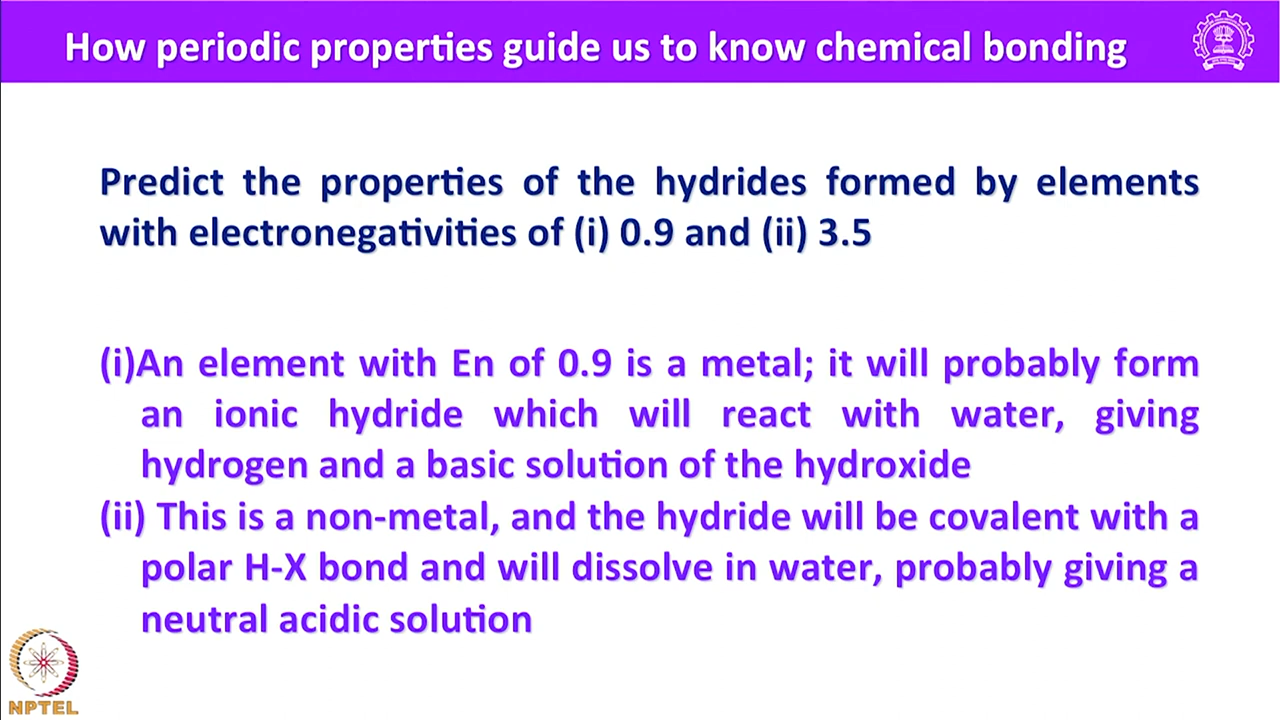 How periodic properties guide us to know chemical bonding
Predict the properties of the hydrides formed by elements
with electronegativities of (i) 0.9 and (ii) 3.5
(i)An element with En of 0.9 is a metal; it will probably form
an ionic hydride which will react with water, giving
hydrogen and a basic solution of the hydroxide
(ii) This is a non-metal, and the hydride will be covalent with a
polar H-X bond and will dissolve in water, probably giving a
neutral acidic solution
NPTEL